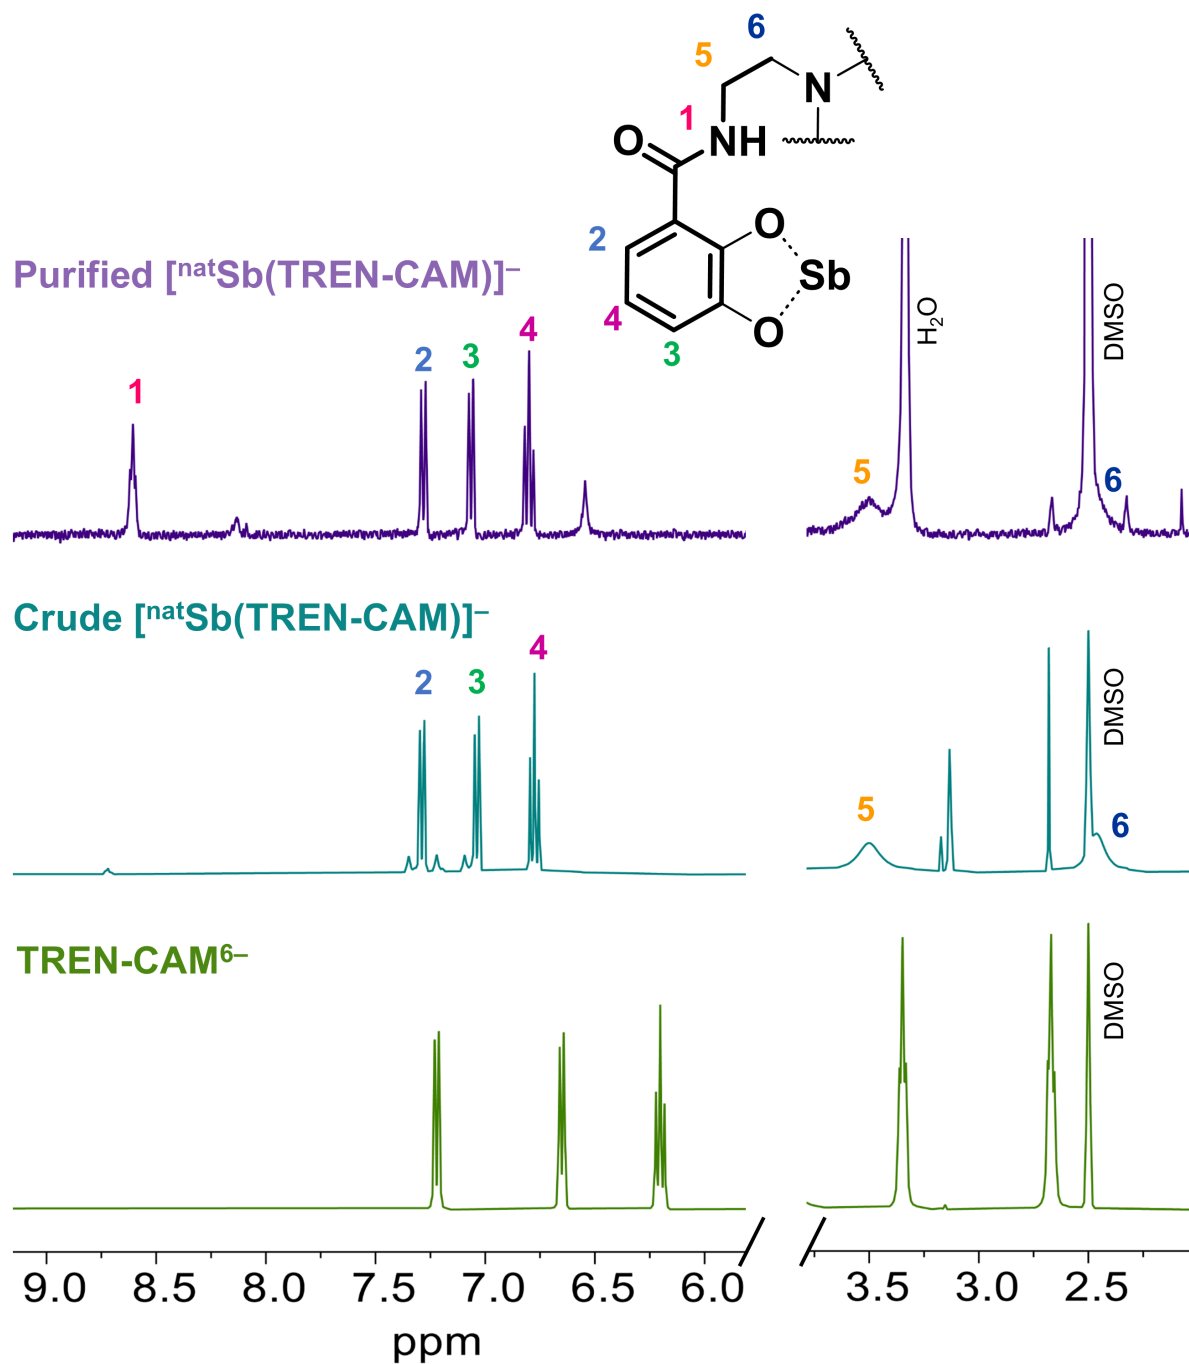 6
5
N
1
O
NH
2
O
Sb
4
O
3
Purified [ⁿᵃᵗSb(TREN-CAM)]⁻
H₂O
DMSO
1
2
3
4
5
6
Crude [ⁿᵃᵗSb(TREN-CAM)]⁻
2
3
4
5
6
DMSO
TREN-CAM⁶⁻
DMSO
9.0 8.5 8.0 7.5 7.0 6.5 6.0 3.5 3.0 2.5
ppm